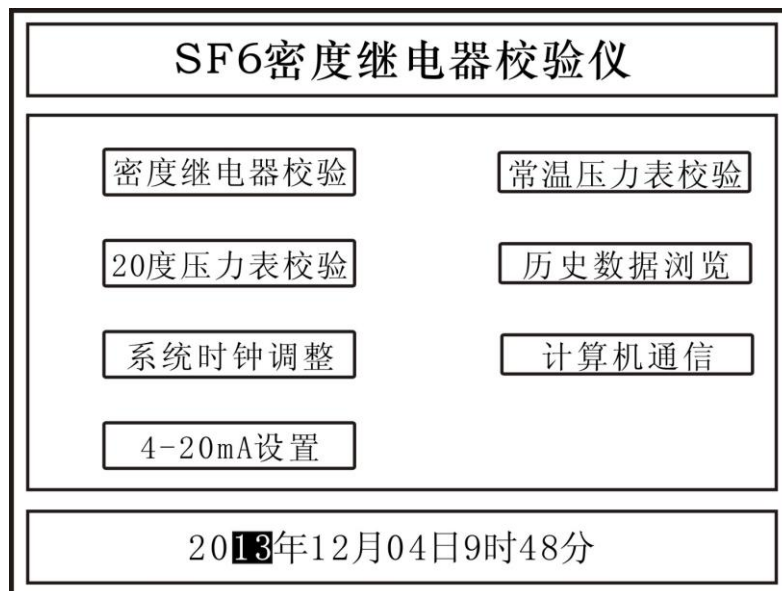 SF6密度继电器校验仪
密度继电器校验
常温压力表校验
20度压力表校验
历史数据浏览
系统时钟调整
计算机通信
4-20mA设置
2013年12月04日9时48分